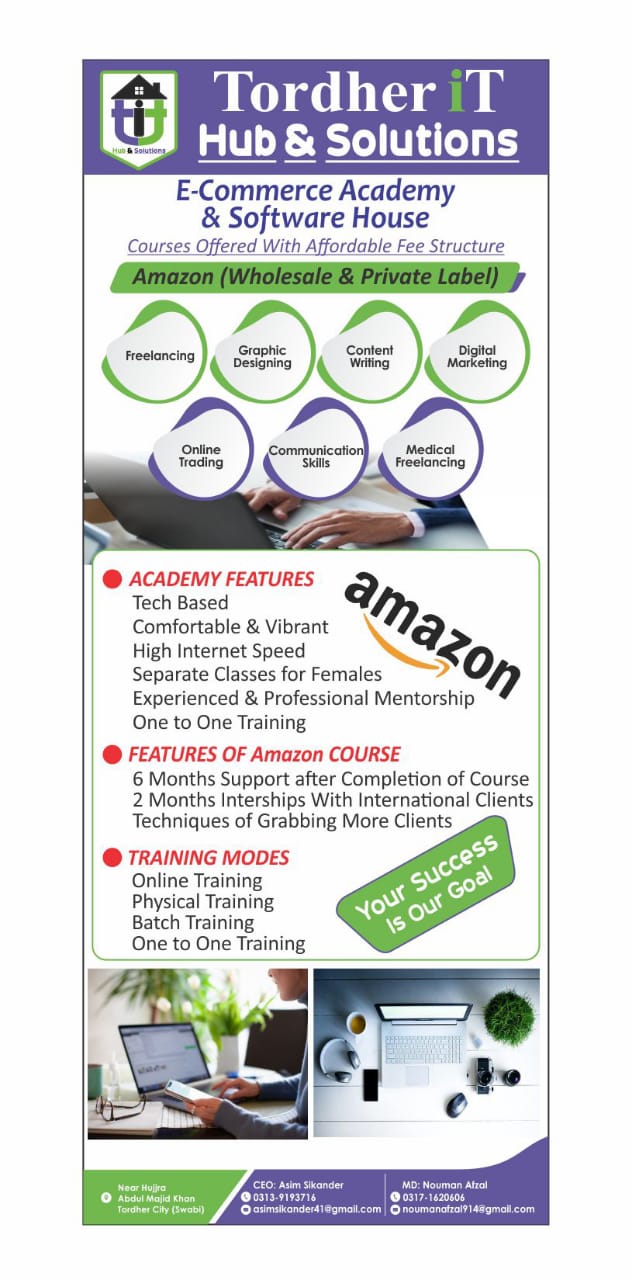 Hub & Solutions
Tordher iT
Hub & Solutions
E-Commerce Academy
& Software House
Courses Offered With Affordable Fee Structure
Amazon (Wholesale & Private Label)
Freelancing
Graphic
Designing
Content
Writing
Digital
Marketing
Online
Trading
Communication
Skills
Medical
Freelancing
ACADEMY FEATURES
Tech Based
Comfortable & Vibrant
High Internet Speed
Separate Classes for Females
Experienced & Professional Mentorship
One to One Training
amazon
FEATURES OF Amazon COURSE
6 Months Support after Completion of Course
2 Months Interships With International Clients
Techniques of Grabbing More Clients
TRAINING MODES
Online Training
Physical Training
Batch Training
One to One Training
Your Success
Is Our Goal
Near Hujjra
Abdul Majid Khan
Tordher City (Swabi)
CEO: Asim Sikander
0313-9193716
asimsikander41@gmail.com
MD: Nouman Afzal
0317-1620606
noumanafzal914@gmail.com